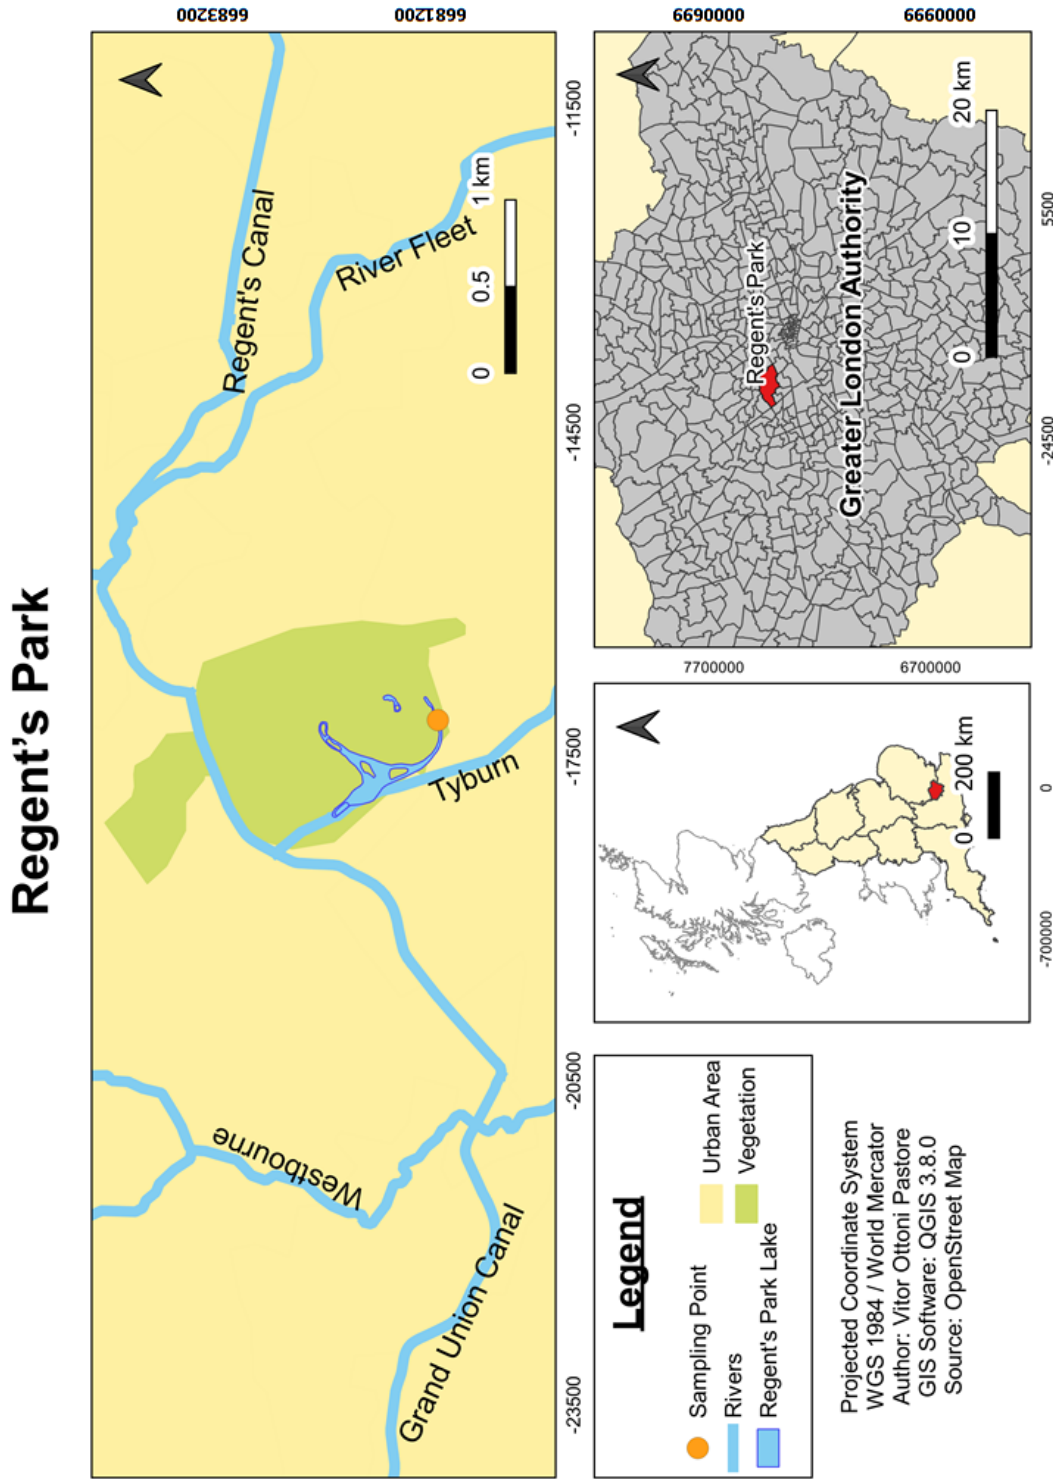 Regent's Park
6683200
6681200
Regent's Canal
River Fleet
Tyburn
Westbourne
Grand Union Canal
0 0.5 1 km
-23500
-20500
-17500
-14500
-11500
Legend
Sampling Point
Rivers
Regent's Park Lake
Urban Area
Vegetation
Projected Coordinate System
WGS 1984 / World Mercator
Author: Vitor Ottoni Pastore
GIS Software: QGIS 3.8.0
Source: OpenStreet Map
7700000
6700000
0 200 km
-700000
0
6690000
6660000
Regent's Park
Greater London Authority
0 10 20 km
-24500
5500